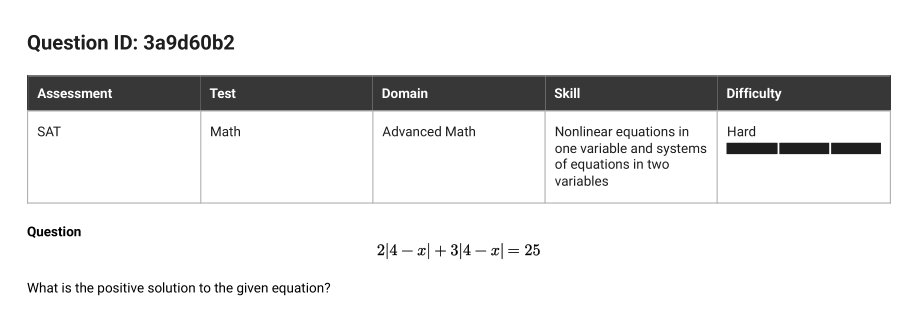 Question ID: 3a9d60b2
Assessment Test Domain Skill Difficulty
SAT Math Advanced Math Nonlinear equations in one variable and systems of equations in two variables Hard
Question
2|4 − x| + 3|4 − x| = 25
What is the positive solution to the given equation?